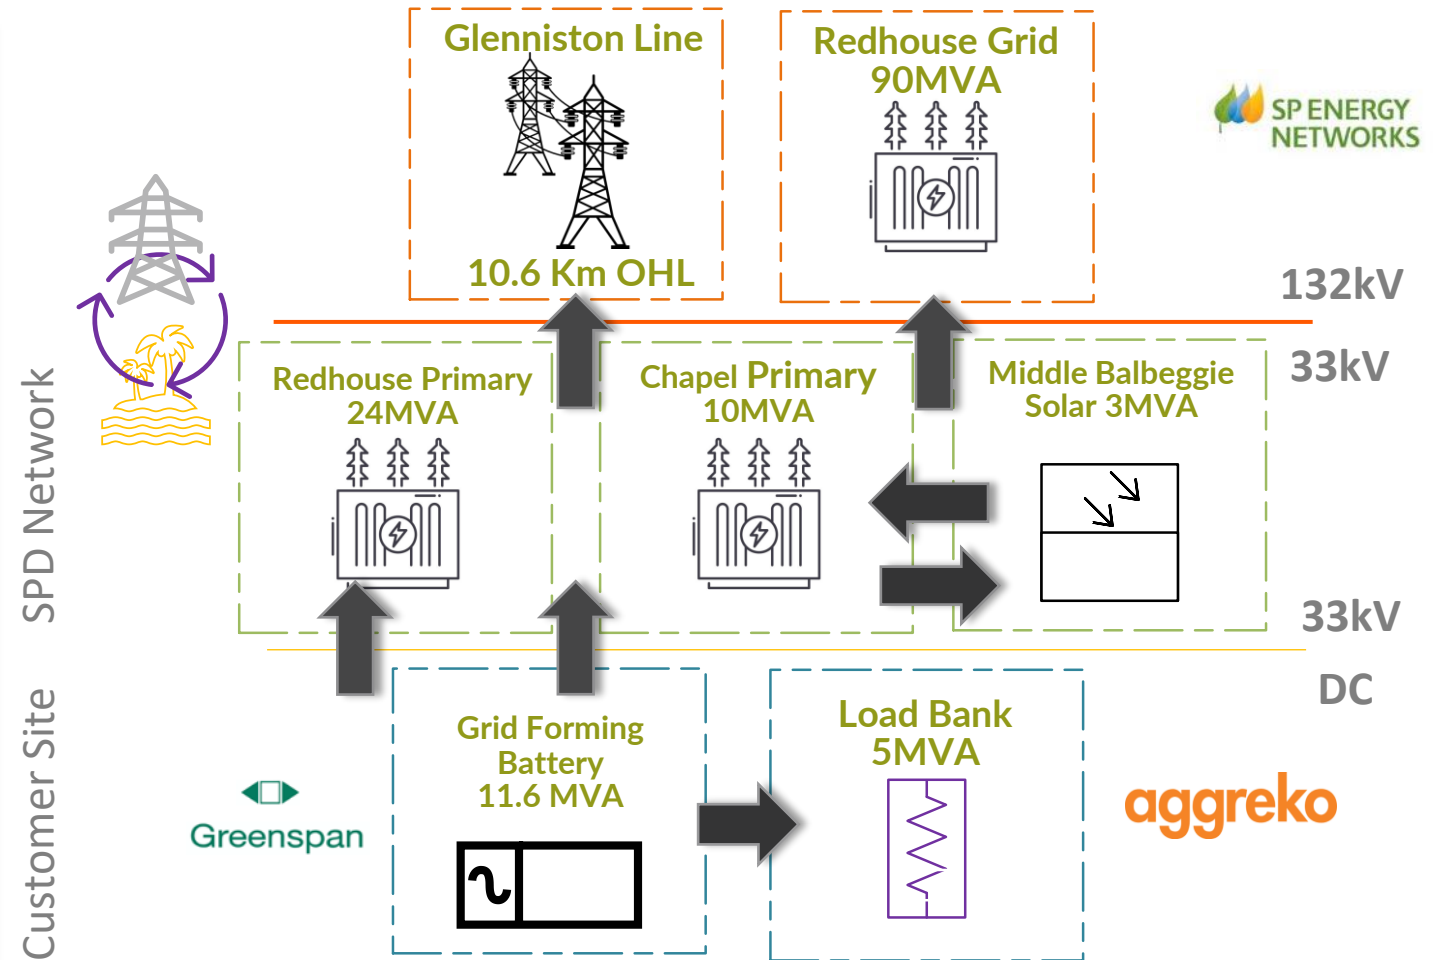 Glenniston Line
10.6 Km OHL
Redhouse Grid
90MVA
SP ENERGY
NETWORKS
132kV
33kV
SPD Network
Redhouse Primary
24MVA
Chapel Primary
10MVA
Middle Balbeggie
Solar 3MVA
33kV
DC
Customer Site
Greenspan
Grid Forming
Battery
11.6 MVA
Load Bank
5MVA
aggreko